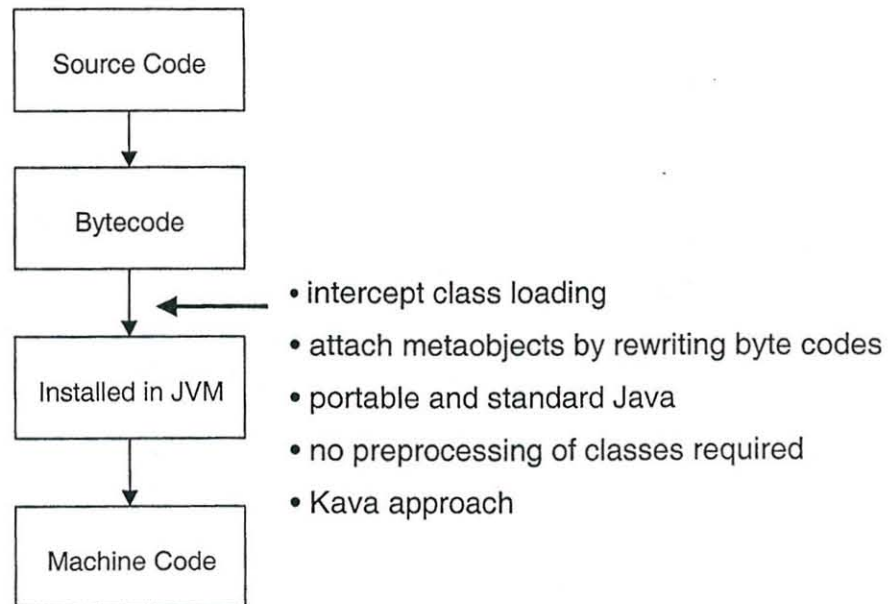 Source Code
Bytecode
• intercept class loading
• attach metaobjects by rewriting byte codes
Installed in JVM
• portable and standard Java
• no preprocessing of classes required
• Kava approach
Machine Code